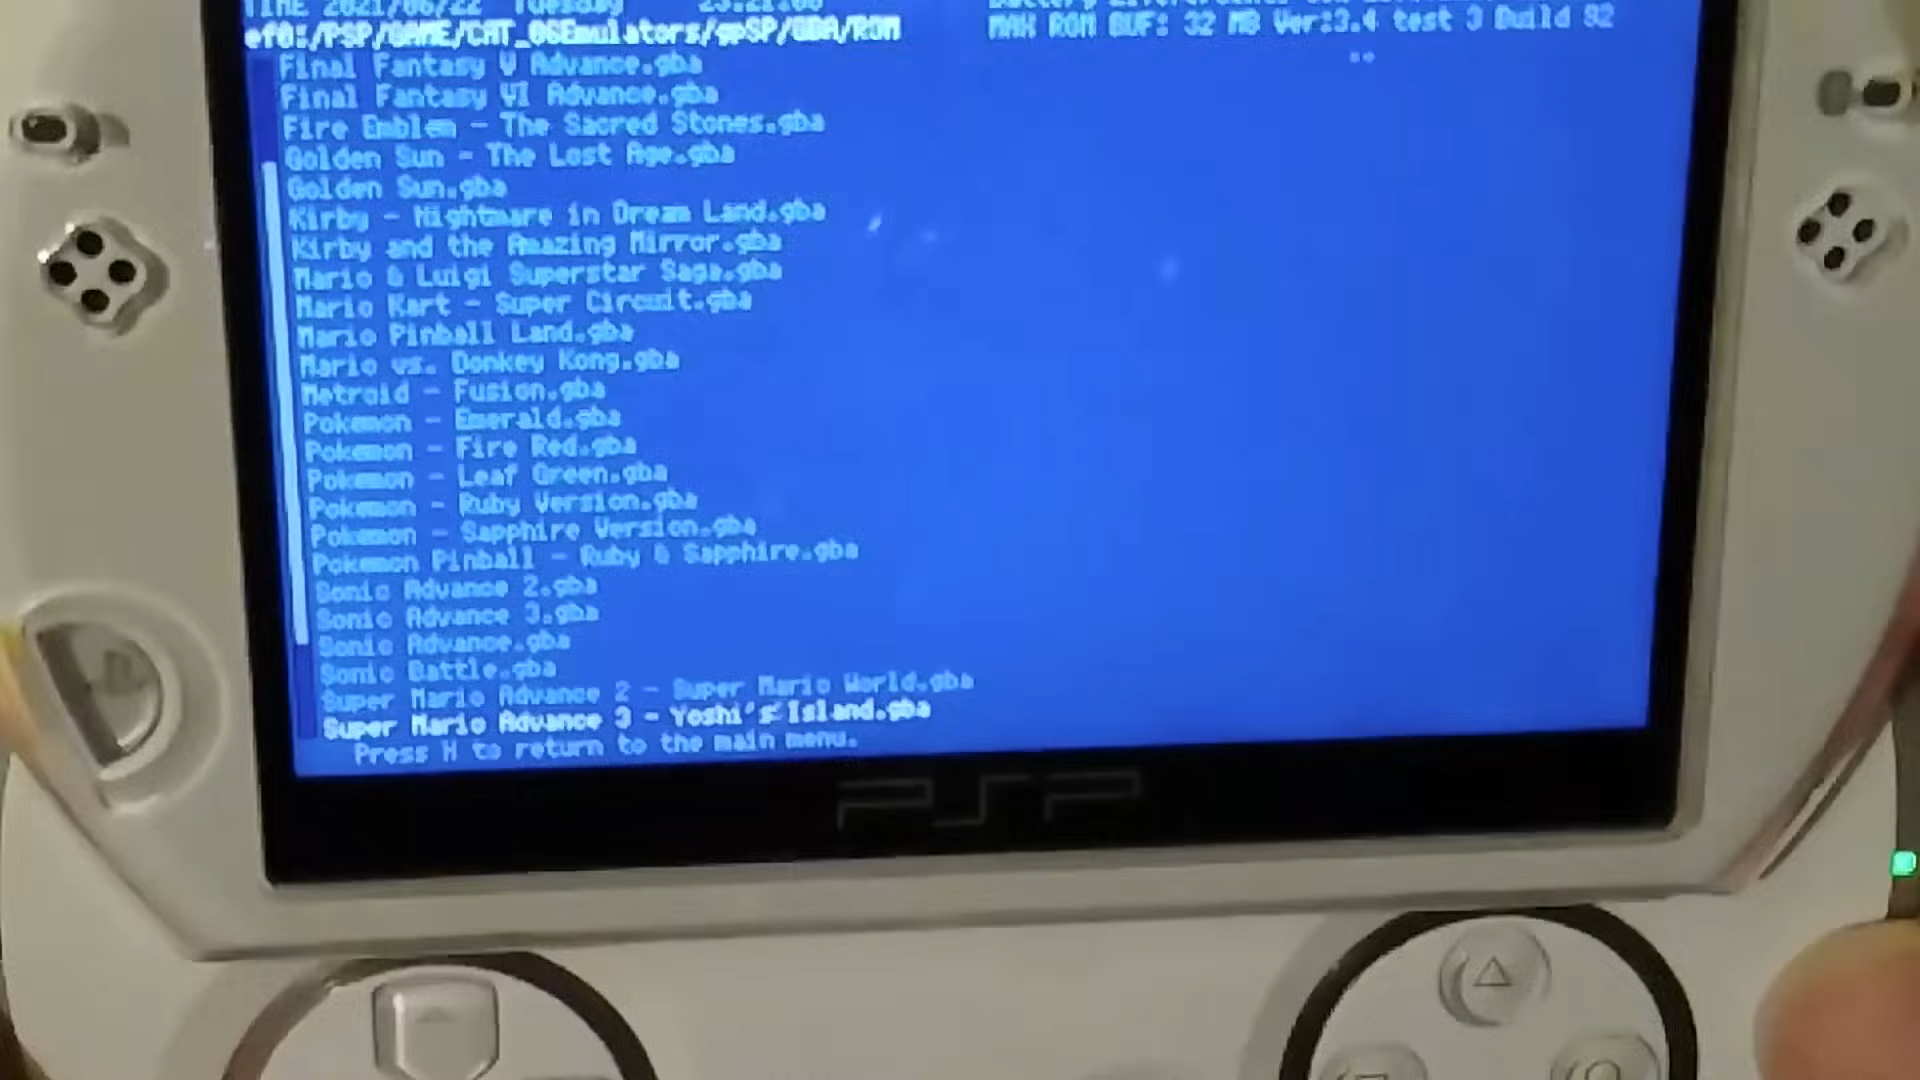 TIME 2021/06/22 Tuesday
ef0:/PSP/GAME/CAT_06Emulators/gpSP/GBA/ROM
MAX ROM BUF: 32 MB Ver:3.4 test 3 Build 92
..
Final Fantasy V Advance.gba
Final Fantasy VI Advance.gba
Fire Emblem - The Sacred Stones.gba
Golden Sun - The Lost Age.gba
Golden Sun.gba
Kirby - Nightmare in Dream Land.gba
Kirby and the Amazing Mirror.gba
Mario & Luigi Superstar Saga.gba
Mario Kart - Super Circuit.gba
Mario Pinball Land.gba
Mario vs. Donkey Kong.gba
Metroid - Fusion.gba
Pokemon - Emerald.gba
Pokemon - Fire Red.gba
Pokemon - Leaf Green.gba
Pokemon - Ruby Version.gba
Pokemon - Sapphire Version.gba
Pokemon Pinball - Ruby & Sapphire.gba
Sonic Advance 2.gba
Sonic Advance 3.gba
Sonic Advance.gba
Sonic Battle.gba
Super Mario Advance 2 - Super Mario World.gba
Super Mario Advance 3 - Yoshi's Island.gba
Press X to return to the main menu.
PSP